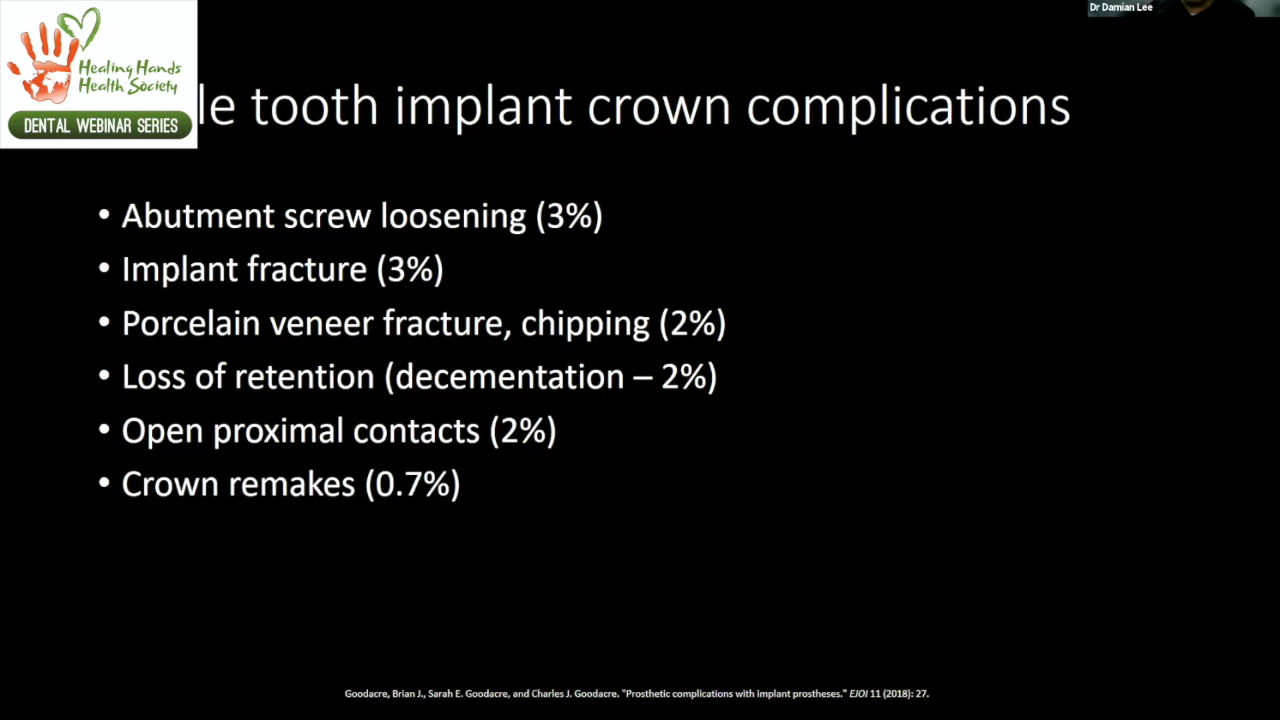 Dr Damian Lee
Healing Hands
Health Society
DENTAL WEBINAR SERIES
le tooth implant crown complications
• Abutment screw loosening (3%)
• Implant fracture (3%)
• Porcelain veneer fracture, chipping (2%)
• Loss of retention (decementation – 2%)
• Open proximal contacts (2%)
• Crown remakes (0.7%)
Goodacre, Brian J., Sarah E. Goodacre, and Charles J. Goodacre. "Prosthetic complications with implant prostheses." EJOI 11 (2018): 27.